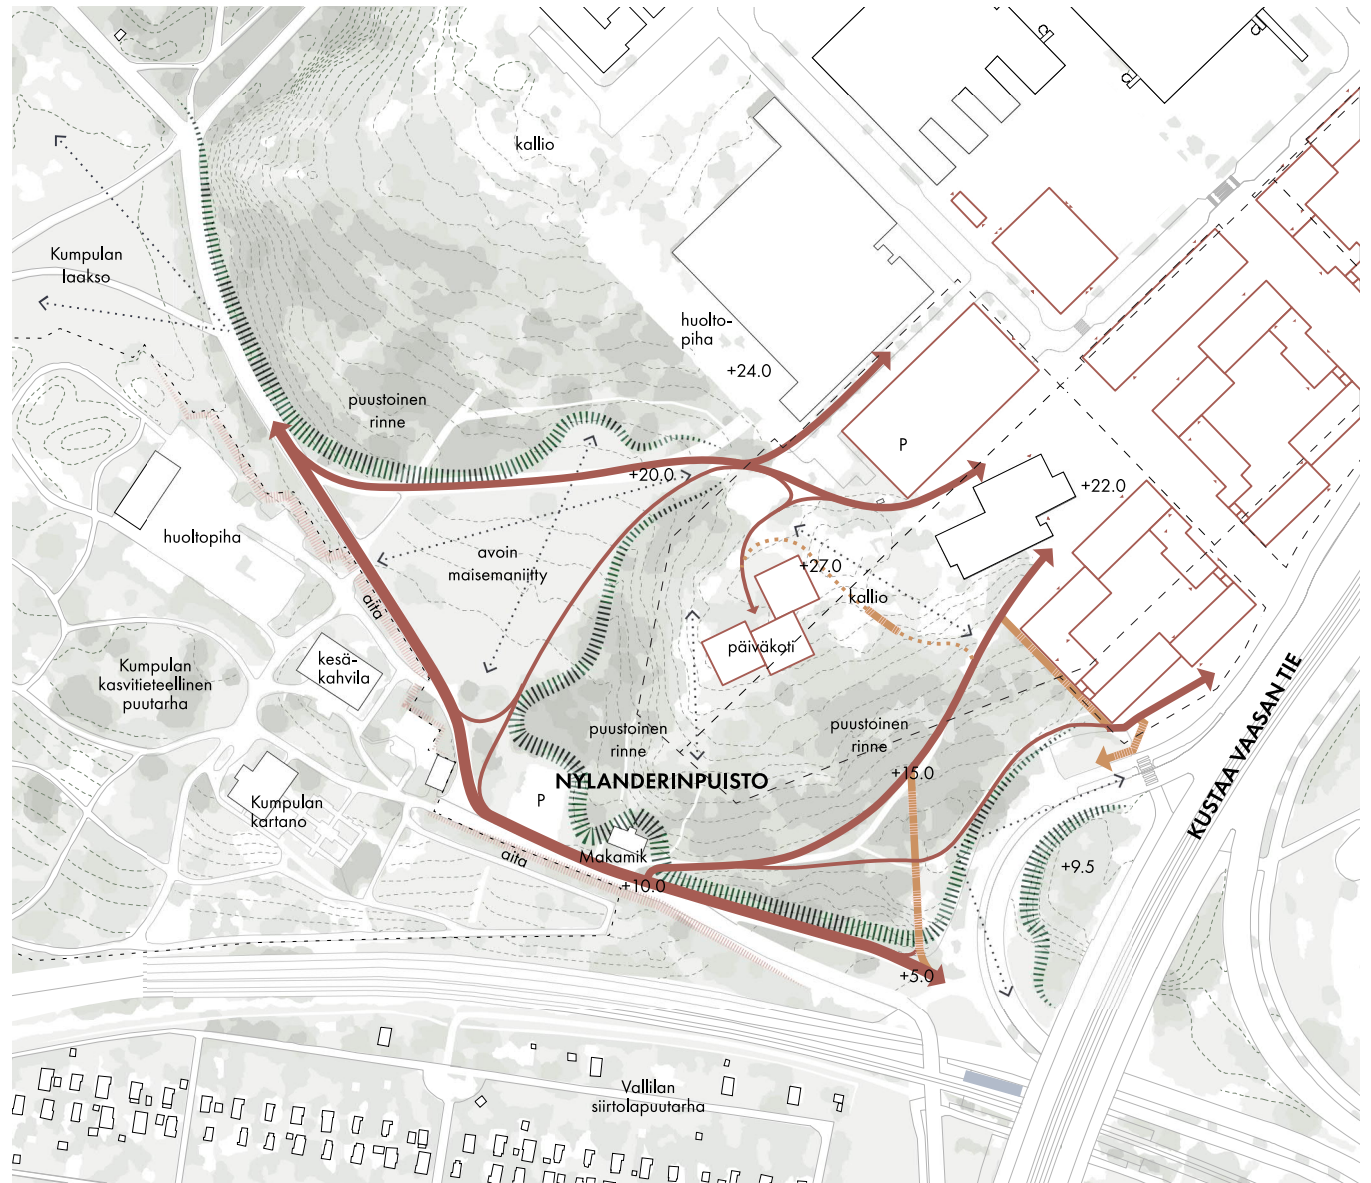 kallio
Kumpulan
laakso
huolto-
piha
+24.0
puustoinen
rinne
P
+20.0
+22.0
huoltopiha
avoin
maisemaniitty
+27.0
kallio
aita
päiväkoti
kesä-
kahvila
Kumpulan
kasvitieteellinen
puutarha
puustoinen
rinne
puustoinen
rinne
KUSTAA VAASAN TIE
+15.0
NYLANDERINPUISTO
P
Kumpulan
kartano
aita
Makamik
+10.0
+9.5
+5.0
Vallilan
siirtolapuutarha